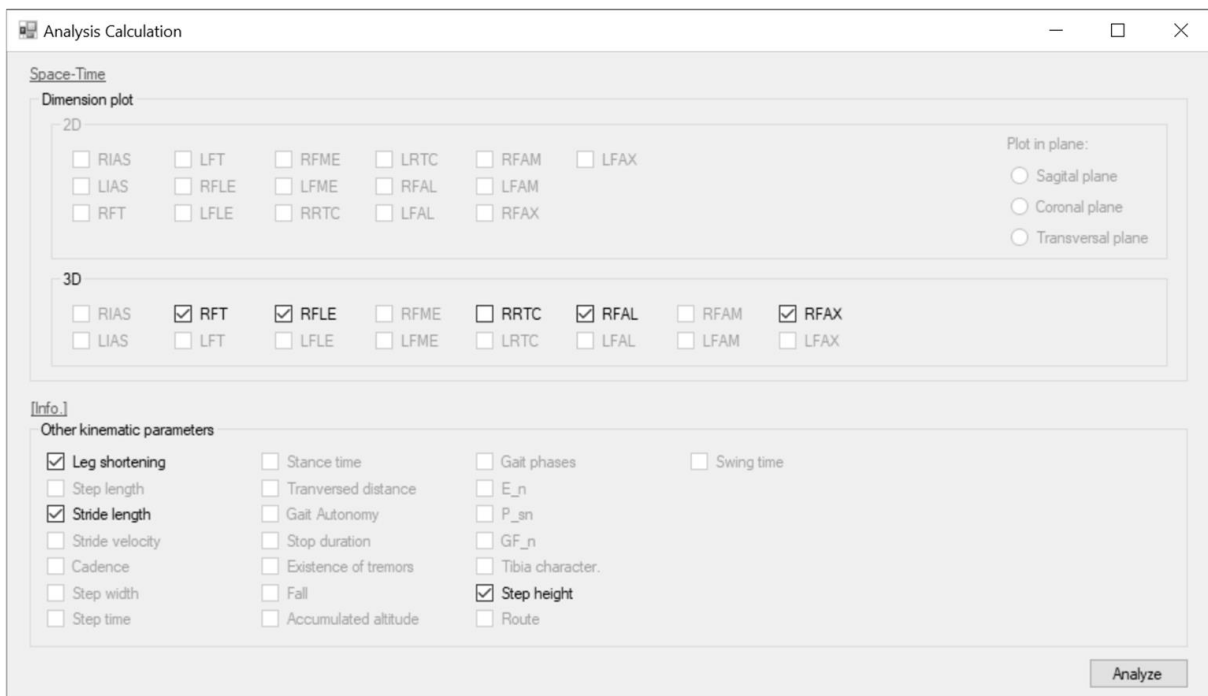 Analysis Calculation
Space-Time
Dimension plot
2D
RIAS LFT RFME LRTC RFAM LFAX
LIAS RFLE LFME RFAL LFAM
RFT LFLE RRTC LFAL RFAX
Plot in plane:
Sagital plane
Coronal plane
Transversal plane
3D
RIAS RFT RFLE RFME RRTC RFAL RFAM RFAX
LIAS LFT LFLE LFME LRTC LFAL LFAM LFAX
[Info.]
Other kinematic parameters
Leg shortening Stance time Gait phases Swing time
Step length Tranversed distance E_n
Stride length Gait Autonomy P_sn
Stride velocity Stop duration GF_n
Cadence Existence of tremors Tibia character.
Step width Fall Step height
Step time Accumulated altitude Route
Analyze